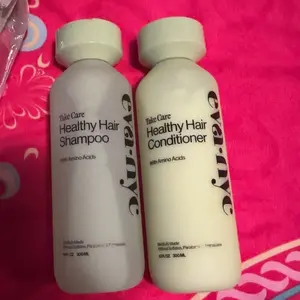 Take Care
Healthy Hair
Shampoo
with Amino Acids
eva·nyc
Take Care
Healthy Hair
Conditioner
with Amino Acids
eva·nyc